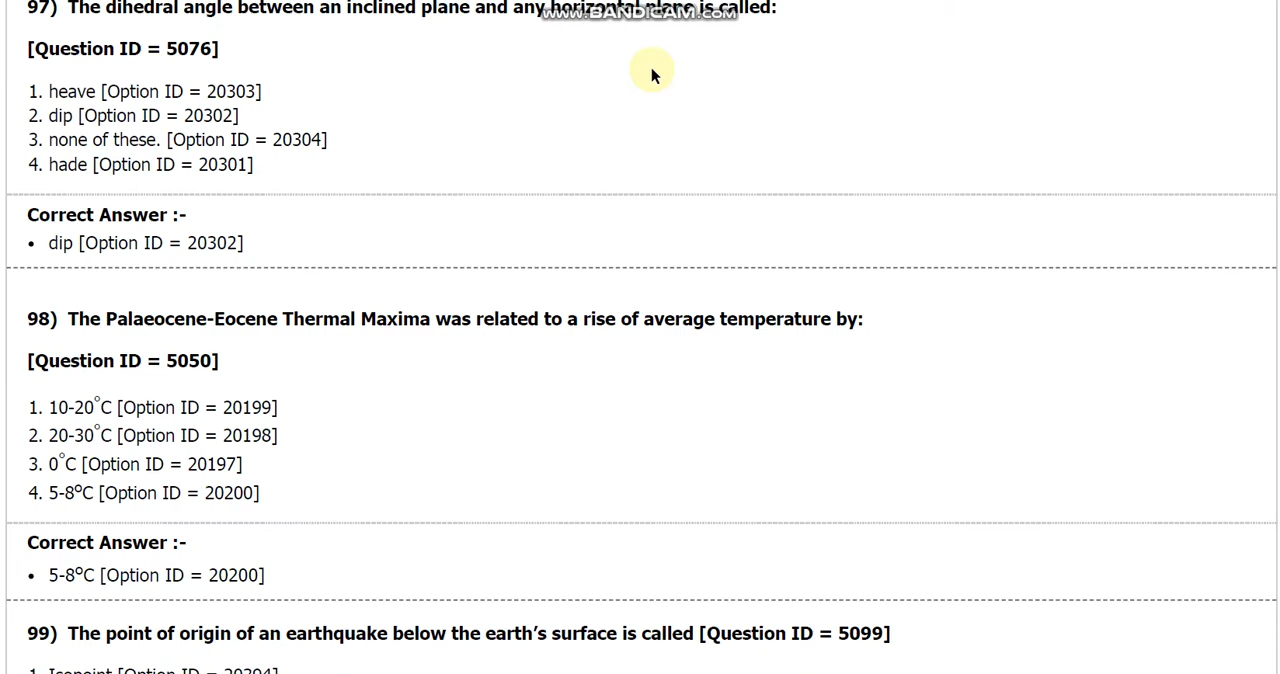 97) The dihedral angle between an inclined plane and any horizontal plane is called:
www.BANDICAM.com
[Question ID = 5076]
1. heave [Option ID = 20303]
2. dip [Option ID = 20302]
3. none of these. [Option ID = 20304]
4. hade [Option ID = 20301]
Correct Answer :-
• dip [Option ID = 20302]
98) The Palaeocene-Eocene Thermal Maxima was related to a rise of average temperature by:
[Question ID = 5050]
1. 10-20°C [Option ID = 20199]
2. 20-30°C [Option ID = 20198]
3. 0°C [Option ID = 20197]
4. 5-8°C [Option ID = 20200]
Correct Answer :-
• 5-8°C [Option ID = 20200]
99) The point of origin of an earthquake below the earth’s surface is called [Question ID = 5099]
1. Isopoint [Option ID = 20394]